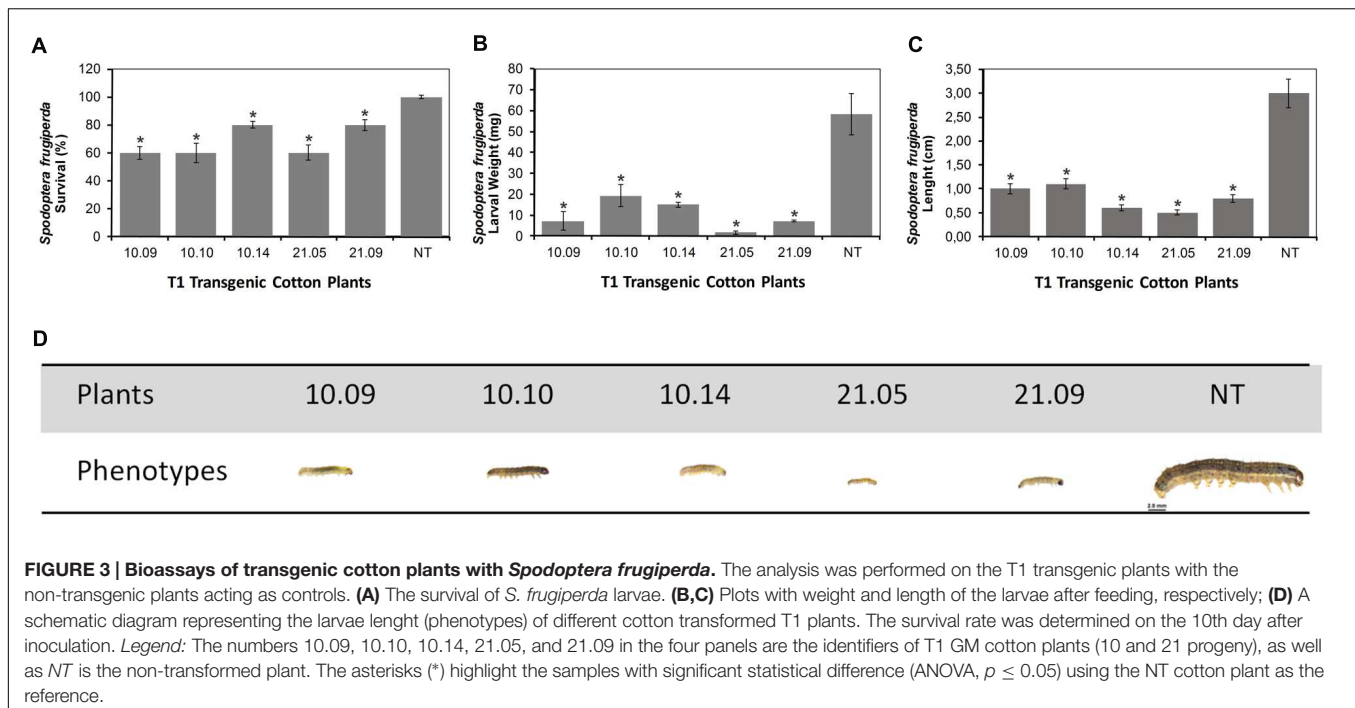 A
Spodoptera frugiperda
Survival (%)
120
100
80
60
40
20
0
* * * * *
10.09 10.10 10.14 21.05 21.09 NT
T1 Transgenic Cotton Plants
B
Spodoptera frugiperda
Larval Weight (mg)
80
70
60
50
40
30
20
10
0
* * * * *
10.09 10.10 10.14 21.05 21.09 NT
T1 Transgenic Cotton Plants
C
Spodoptera frugiperda
Lenght (cm)
3,50
3,00
2,50
2,00
1,50
1,00
0,50
0,00
* * * * *
10.09 10.10 10.14 21.05 21.09 NT
T1 Transgenic Cotton Plants
D
Plants 10.09 10.10 10.14 21.05 21.09 NT
Phenotypes
2.8 mm
FIGURE 3 | Bioassays of transgenic cotton plants with Spodoptera frugiperda. The analysis was performed on the T1 transgenic plants with the
non-transgenic plants acting as controls. (A) The survival of S. frugiperda larvae. (B,C) Plots with weight and length of the larvae after feeding, respectively; (D) A
schematic diagram representing the larvae lenght (phenotypes) of different cotton transformed T1 plants. The survival rate was determined on the 10th day after
inoculation. Legend: The numbers 10.09, 10.10, 10.14, 21.05, and 21.09 in the four panels are the identifiers of T1 GM cotton plants (10 and 21 progeny), as well
as NT is the non-transformed plant. The asterisks (*) highlight the samples with significant statistical difference (ANOVA, p ≤ 0.05) using the NT cotton plant as the
reference.